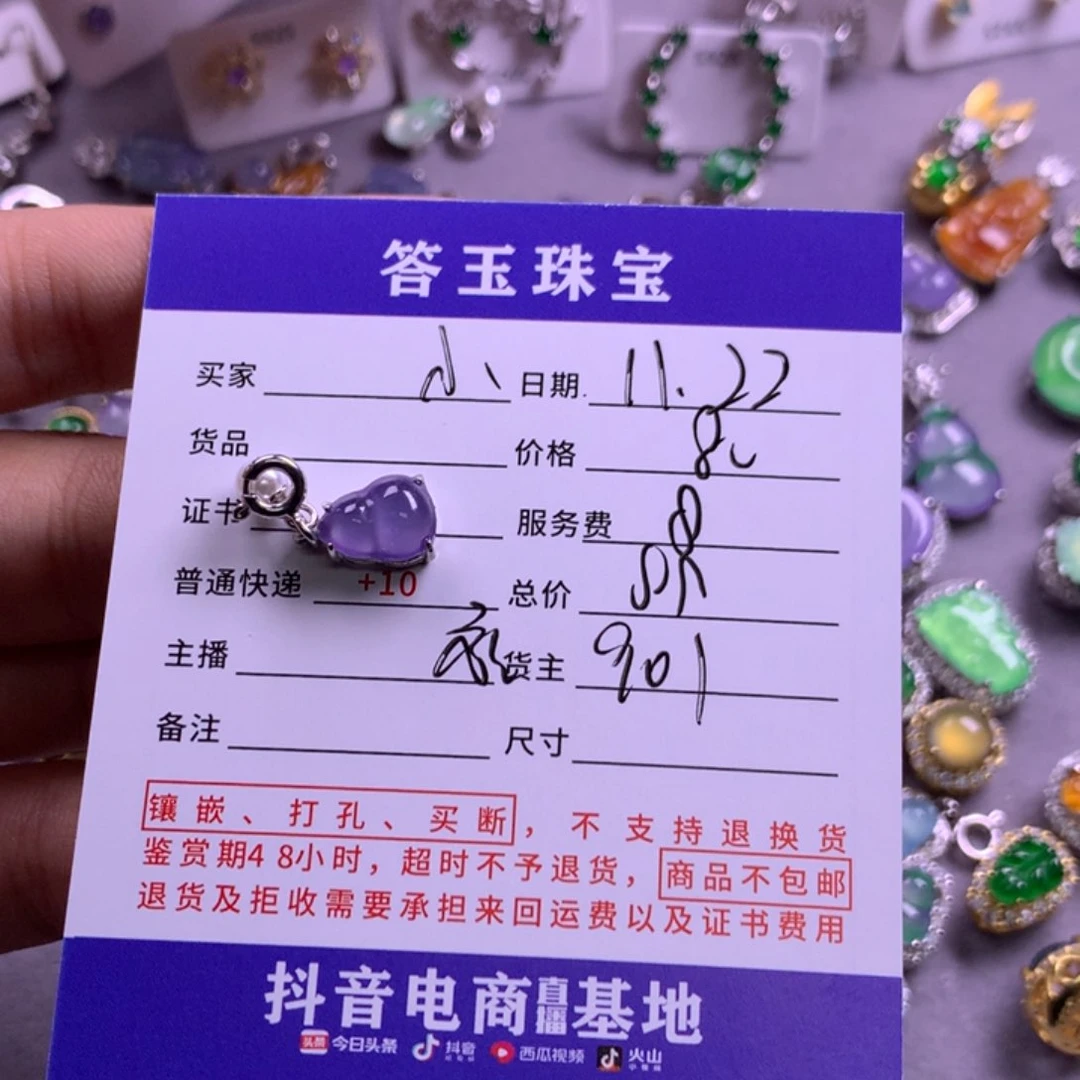 答玉珠宝
买家 小 日期 11.22
货品 价格
证书 服务费 8
普通快递 +10 总价
主播 货主 901
备注 尺寸
镶嵌、打孔、买断，不支持退换货
鉴赏期48小时，超时不予退货，商品不包邮
退货及拒收需要承担来回运费以及证书费用
抖音电商直播基地
头条 今日头条 抖音 西瓜视频 火山